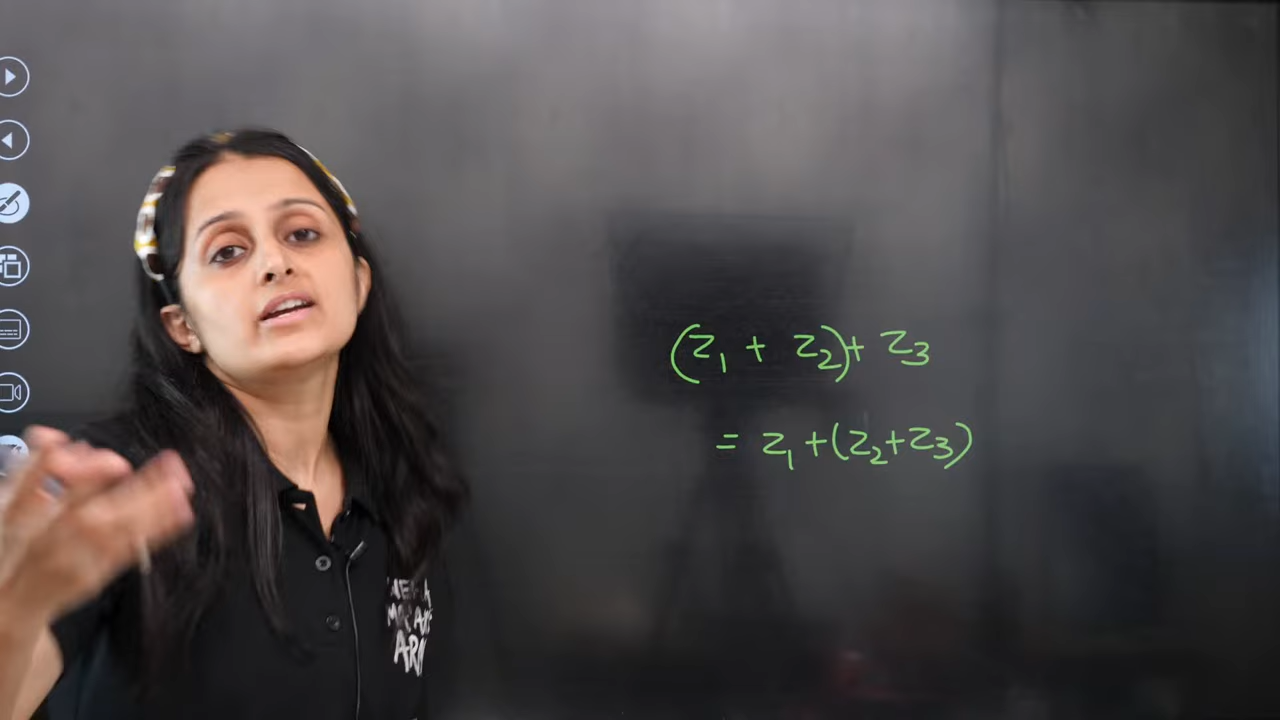 (z₁ + z₂)+ z₃
= z₁ +(z₂+z₃)